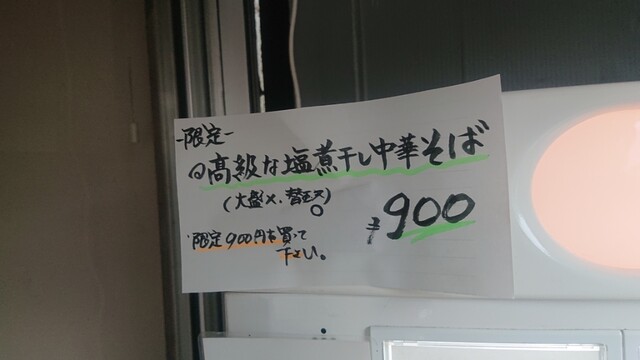 -限定-
◎高級な塩煮干し中華そば
(大盛×、替玉○)
¥900
限定900円を買って
下さい。